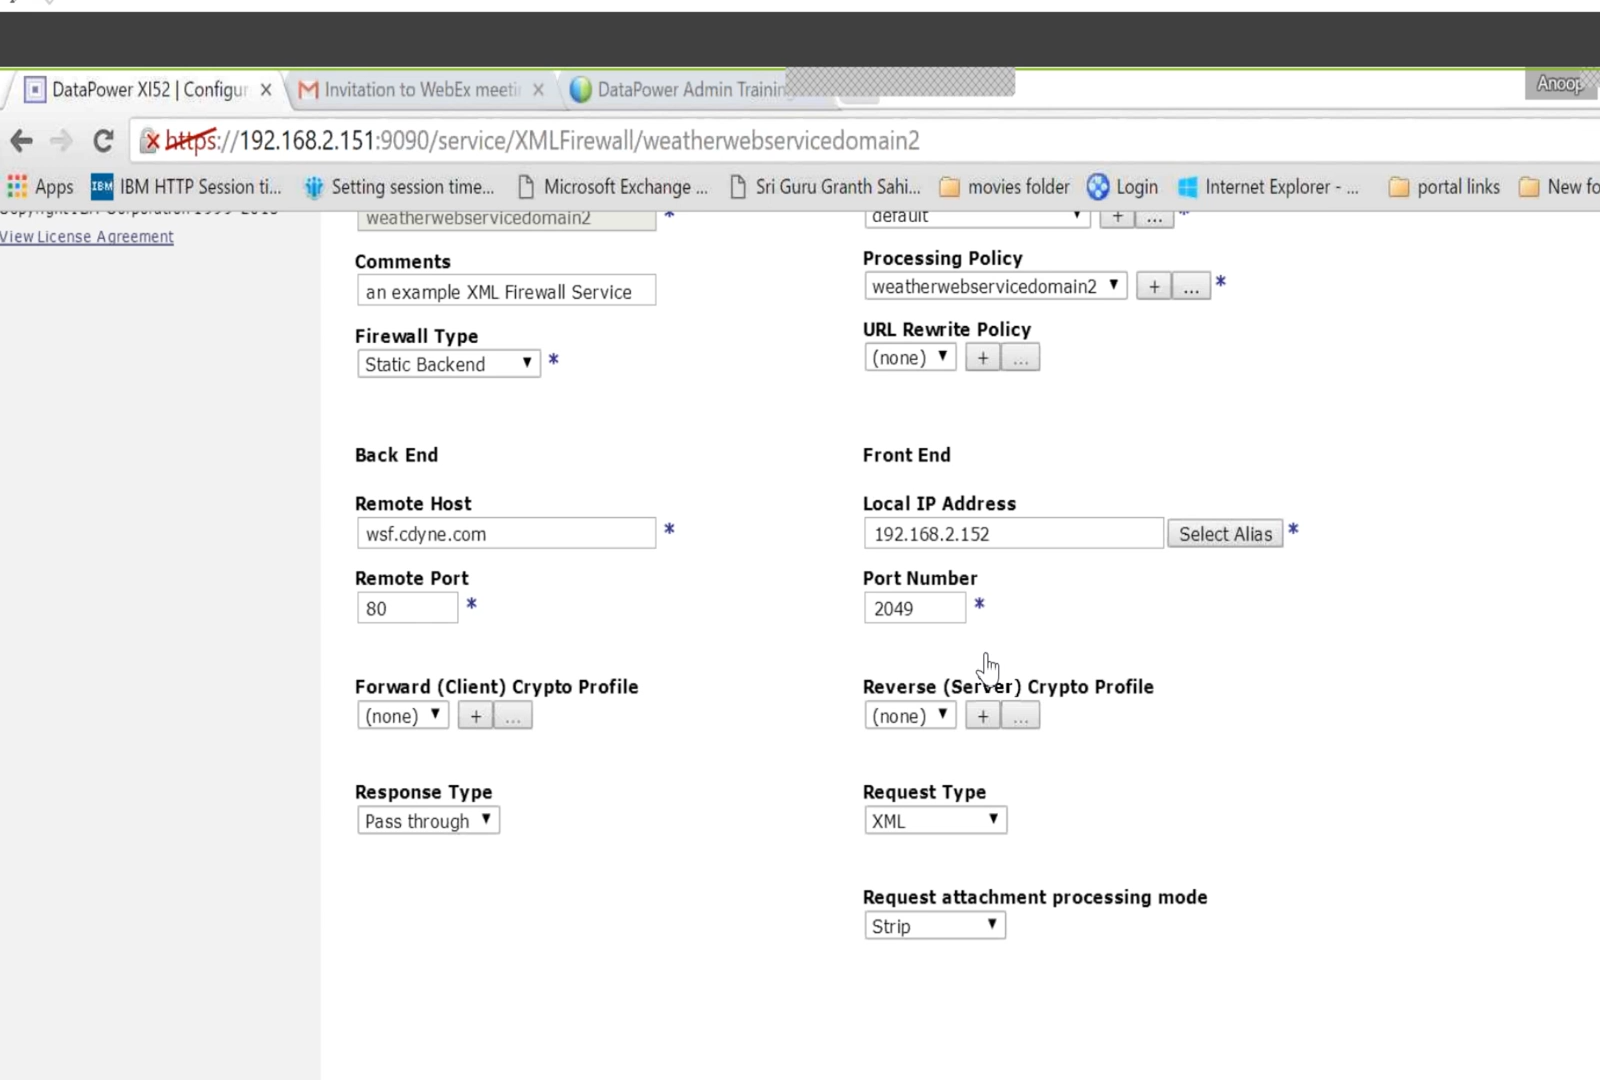 DataPower XI52 | Configur
Invitation to WebEx meeti
DataPower Admin Training
Anoop
https://192.168.2.151:9090/service/XMLFirewall/weatherwebservicedomain2
Apps
IBM
IBM HTTP Session ti...
Setting session time...
Microsoft Exchange ...
Sri Guru Granth Sahi...
movies folder
Login
Internet Explorer - ...
portal links
New fo
View License Agreement
weatherwebservicedomain2 *
default + ... *
Comments
an example XML Firewall Service
Processing Policy
weatherwebservicedomain2 + ... *
Firewall Type
Static Backend *
URL Rewrite Policy
(none) + ...
Back End
Front End
Remote Host
wsf.cdyne.com *
Local IP Address
192.168.2.152 Select Alias *
Remote Port
80 *
Port Number
2049 *
Forward (Client) Crypto Profile
(none) + ...
Reverse (Server) Crypto Profile
(none) + ...
Response Type
Pass through
Request Type
XML
Request attachment processing mode
Strip